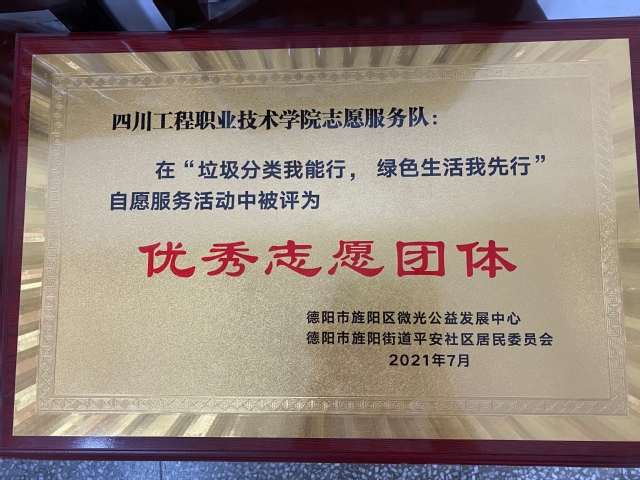 四川工程职业技术学院志愿服务队：
在“垃圾分类我能行， 绿色生活我先行”
自愿服务活动中被评为
优秀志愿团体
德阳市旌阳区微光公益发展中心
德阳市旌阳街道平安社区居民委员会
2021年7月